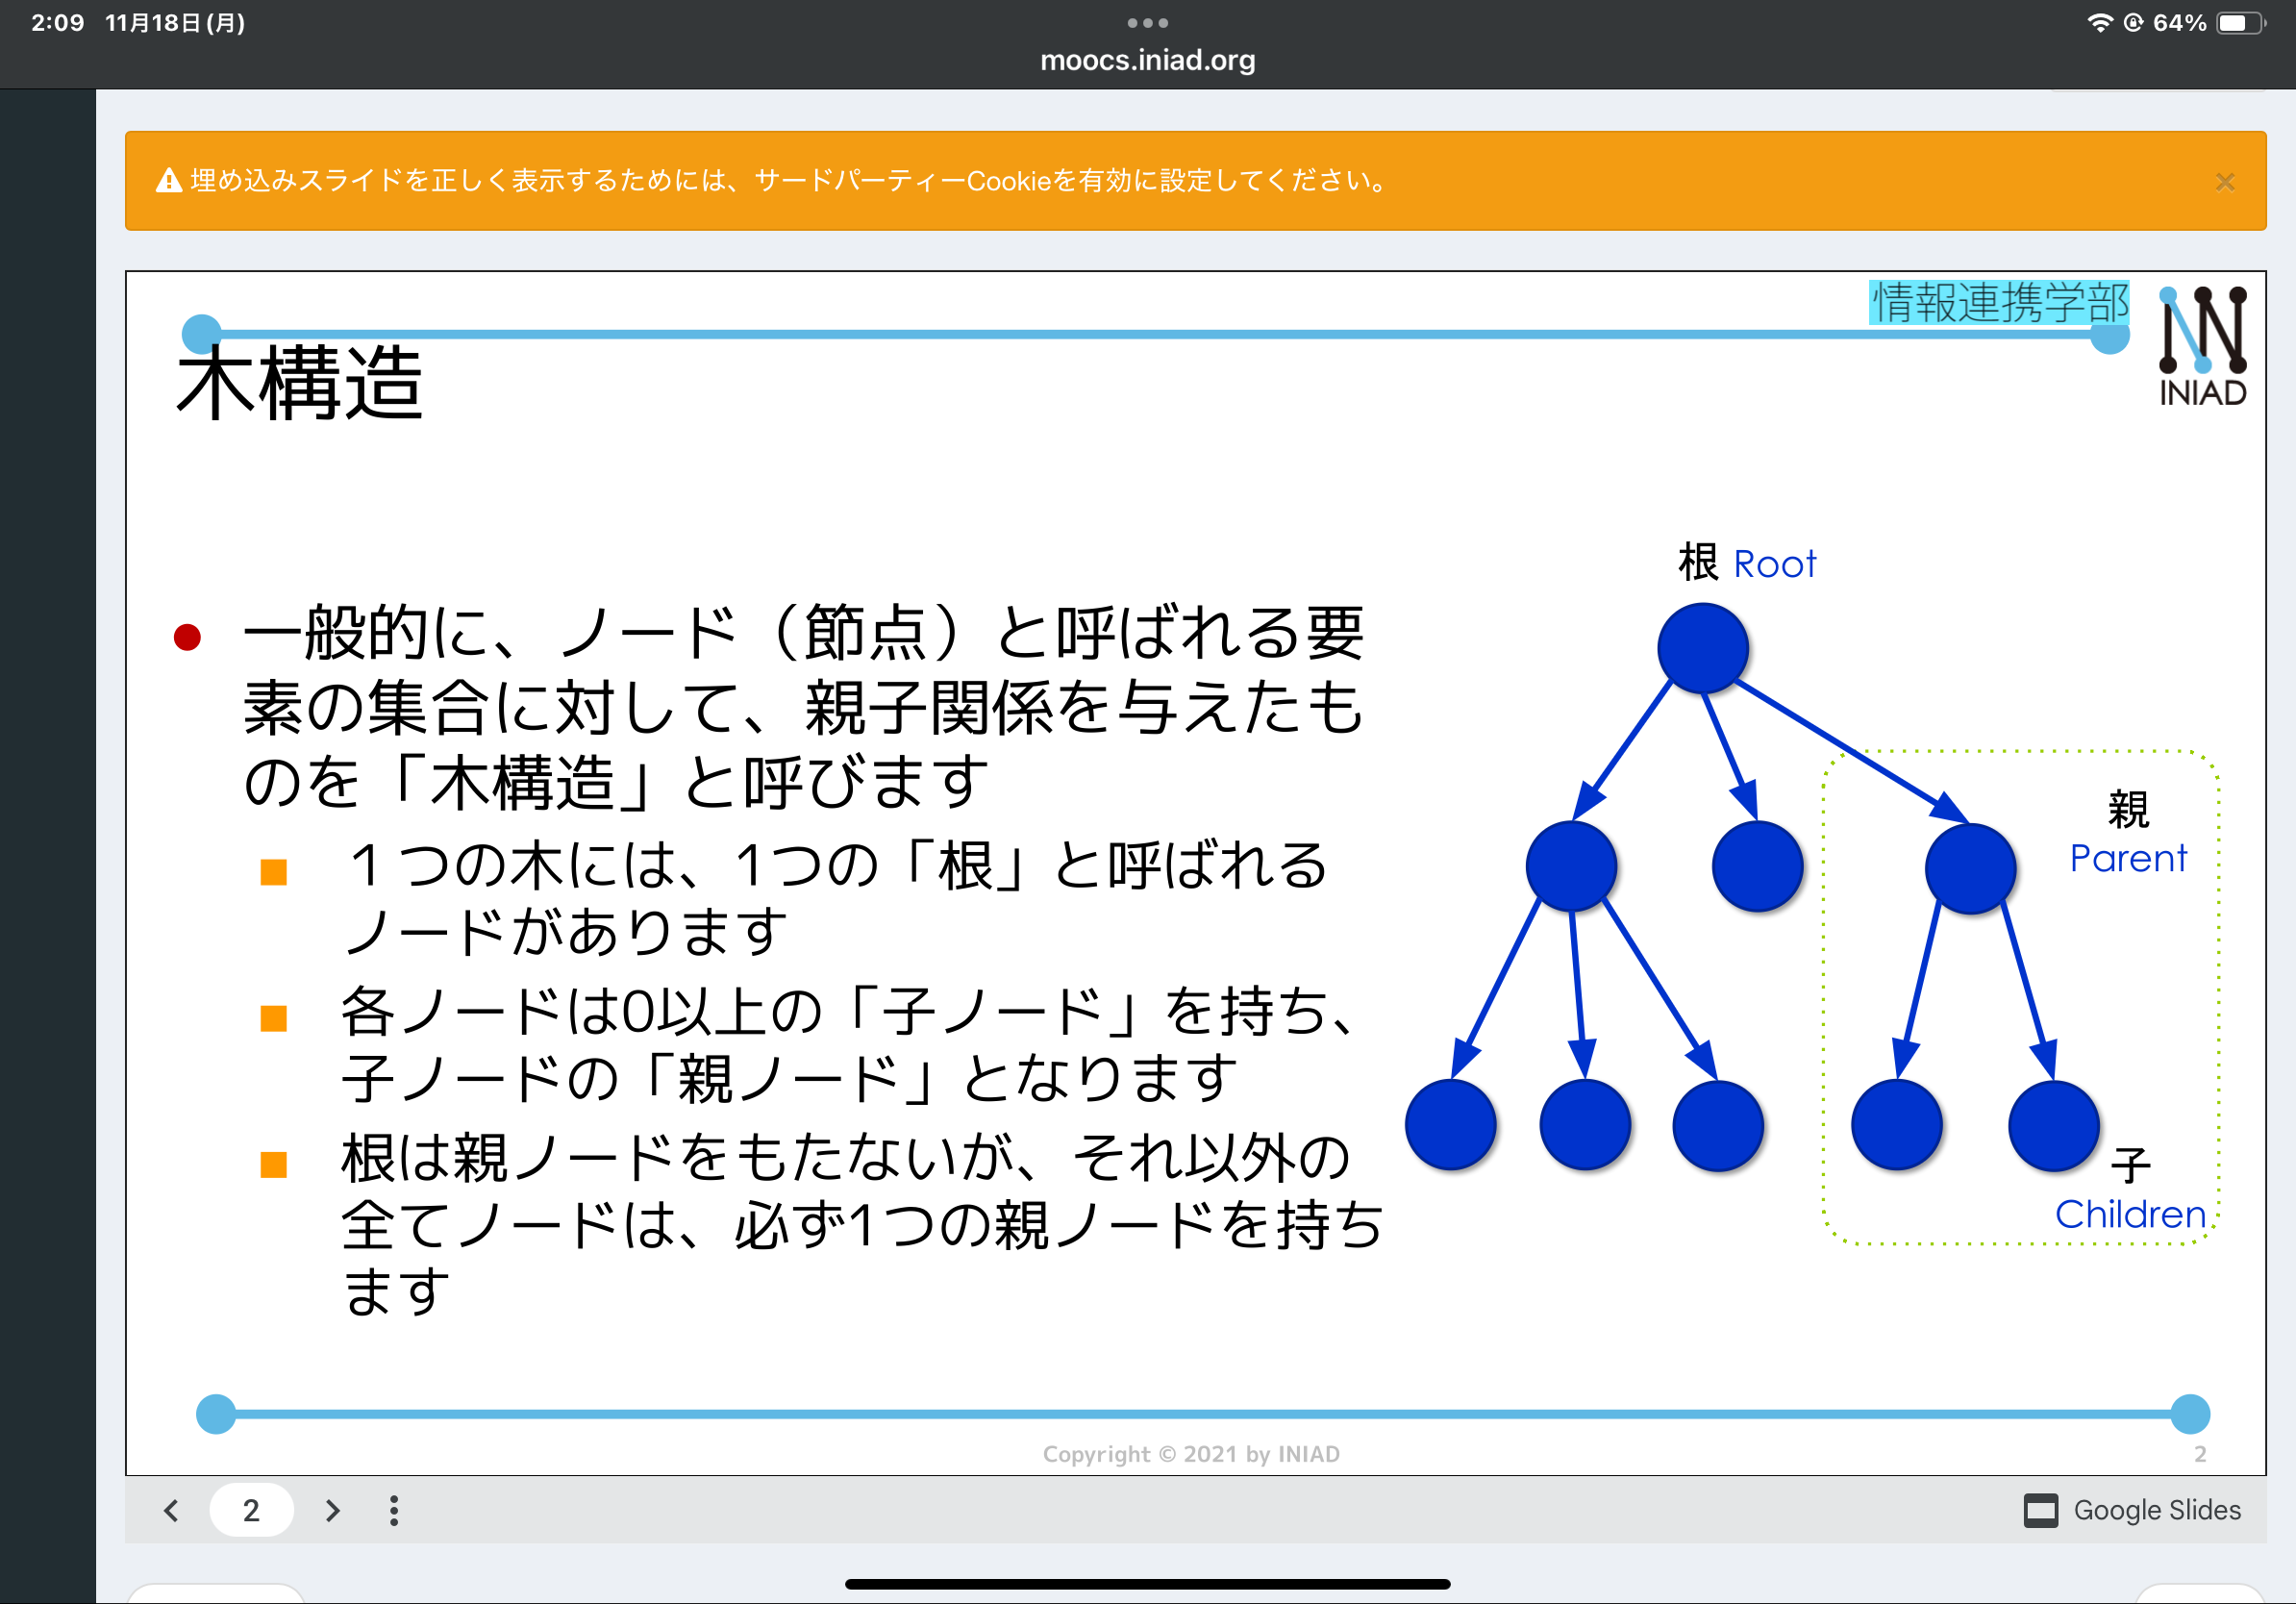 2:09 11月18日(月)
64%
moocs.iniad.org
埋め込みスライドを正しく表示するためには、サードパーティーCookieを有効に設定してください。
×
情報連携学部
INIAD
木構造
根 Root
一般的に、ノード（節点）と呼ばれる要
素の集合に対して、親子関係を与えたも
のを「木構造」と呼びます
１つの木には、1つの「根」と呼ばれる
ノードがあります
各ノードは0以上の「子ノード」を持ち、
子ノードの「親ノード」となります
根は親ノードをもたないが、それ以外の
全てノードは、必ず1つの親ノードを持ち
ます
親
Parent
子
Children
Copyright © 2021 by INIAD
2
2
Google Slides